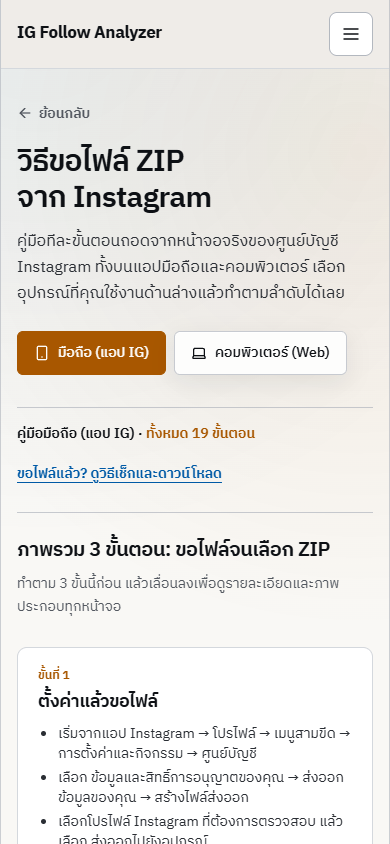 IG Follow Analyzer
← ย้อนกลับ
วิธีขอไฟล์ ZIP
จาก Instagram
คู่มือทีละขั้นตอนถอดจากหน้าจอจริงของศูนย์บัญชี
Instagram ทั้งบนแอปมือถือและคอมพิวเตอร์ เลือก
อุปกรณ์ที่คุณใช้งานด้านล่างแล้วทำตามลำดับได้เลย
มือถือ (แอป IG)
คอมพิวเตอร์ (Web)
คู่มือมือถือ (แอป IG) · ทั้งหมด 19 ขั้นตอน
ขอไฟล์แล้ว? ดูวิธีเช็กและดาวน์โหลด
ภาพรวม 3 ขั้นตอน: ขอไฟล์จนเลือก ZIP
ทำตาม 3 ขั้นนี้ก่อน แล้วเลื่อนลงเพื่อดูรายละเอียดและภาพ
ประกอบทุกหน้าจอ
ขั้นที่ 1
ตั้งค่าแล้วขอไฟล์
• เริ่มจากแอป Instagram → โปรไฟล์ → เมนูสามขีด →
การตั้งค่าและกิจกรรม → ศูนย์บัญชี
• เลือก ข้อมูลและสิทธิ์การอนุญาตของคุณ → ส่งออก
ข้อมูลของคุณ → สร้างไฟล์ส่งออก
• เลือกโปรไฟล์ Instagram ที่ต้องการตรวจสอบ แล้ว
เลือก ส่งออกไปยังอุปกรณ์